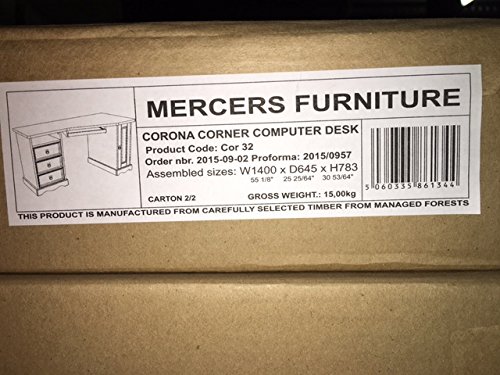 MERCERS FURNITURE
CORONA CORNER COMPUTER DESK
Product Code: Cor 32
Order nbr. 2015-09-02 Proforma: 2015/0957
Assembled sizes: W1400 x D645 x H783
55 1/8" 25 25/64" 30 53/64"
CARTON 2/2 GROSS WEIGHT.: 15,00kg
5 060335 861344
THIS PRODUCT IS MANUFACTURED FROM CAREFULLY SELECTED TIMBER FROM MANAGED FORESTS